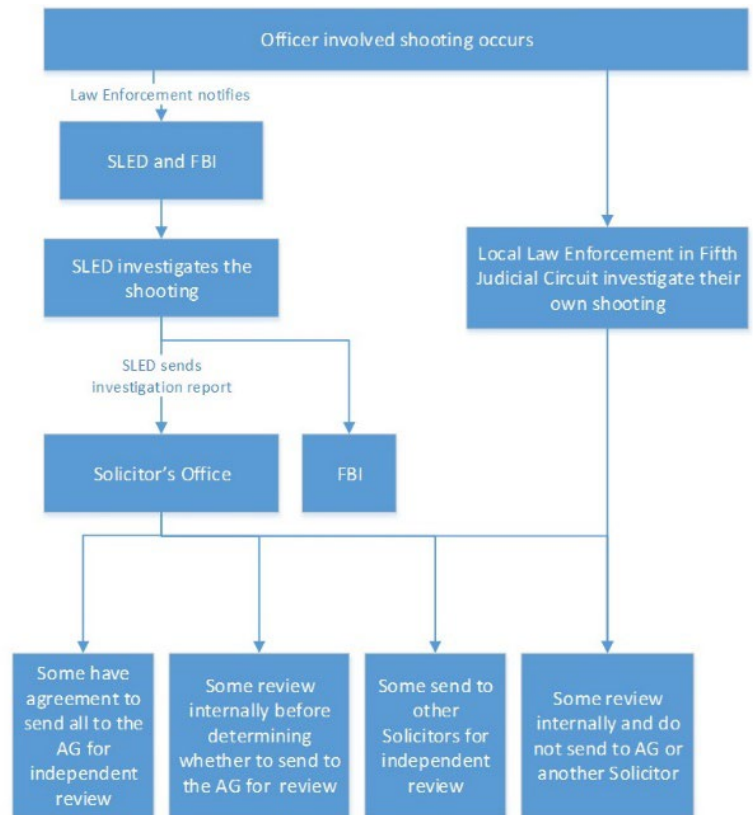 Officer involved shooting occurs
Law Enforcement notifies
SLED and FBI
SLED investigates the
shooting
Local Law Enforcement in Fifth
Judicial Circuit investigate their
own shooting
SLED sends
investigation report
Solicitor's Office
FBI
Some have
agreement to
send all to the
AG for
independent
review
Some review
internally before
determining
whether to send to
the AG for review
Some send to
other
Solicitors for
independent
review
Some review
internally and do
not send to AG or
another Solicitor